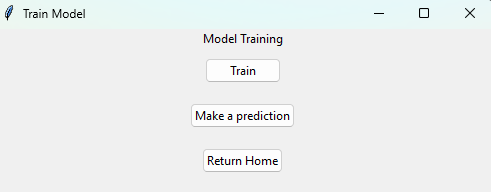 Train Model
Model Training
Train
Make a prediction
Return Home